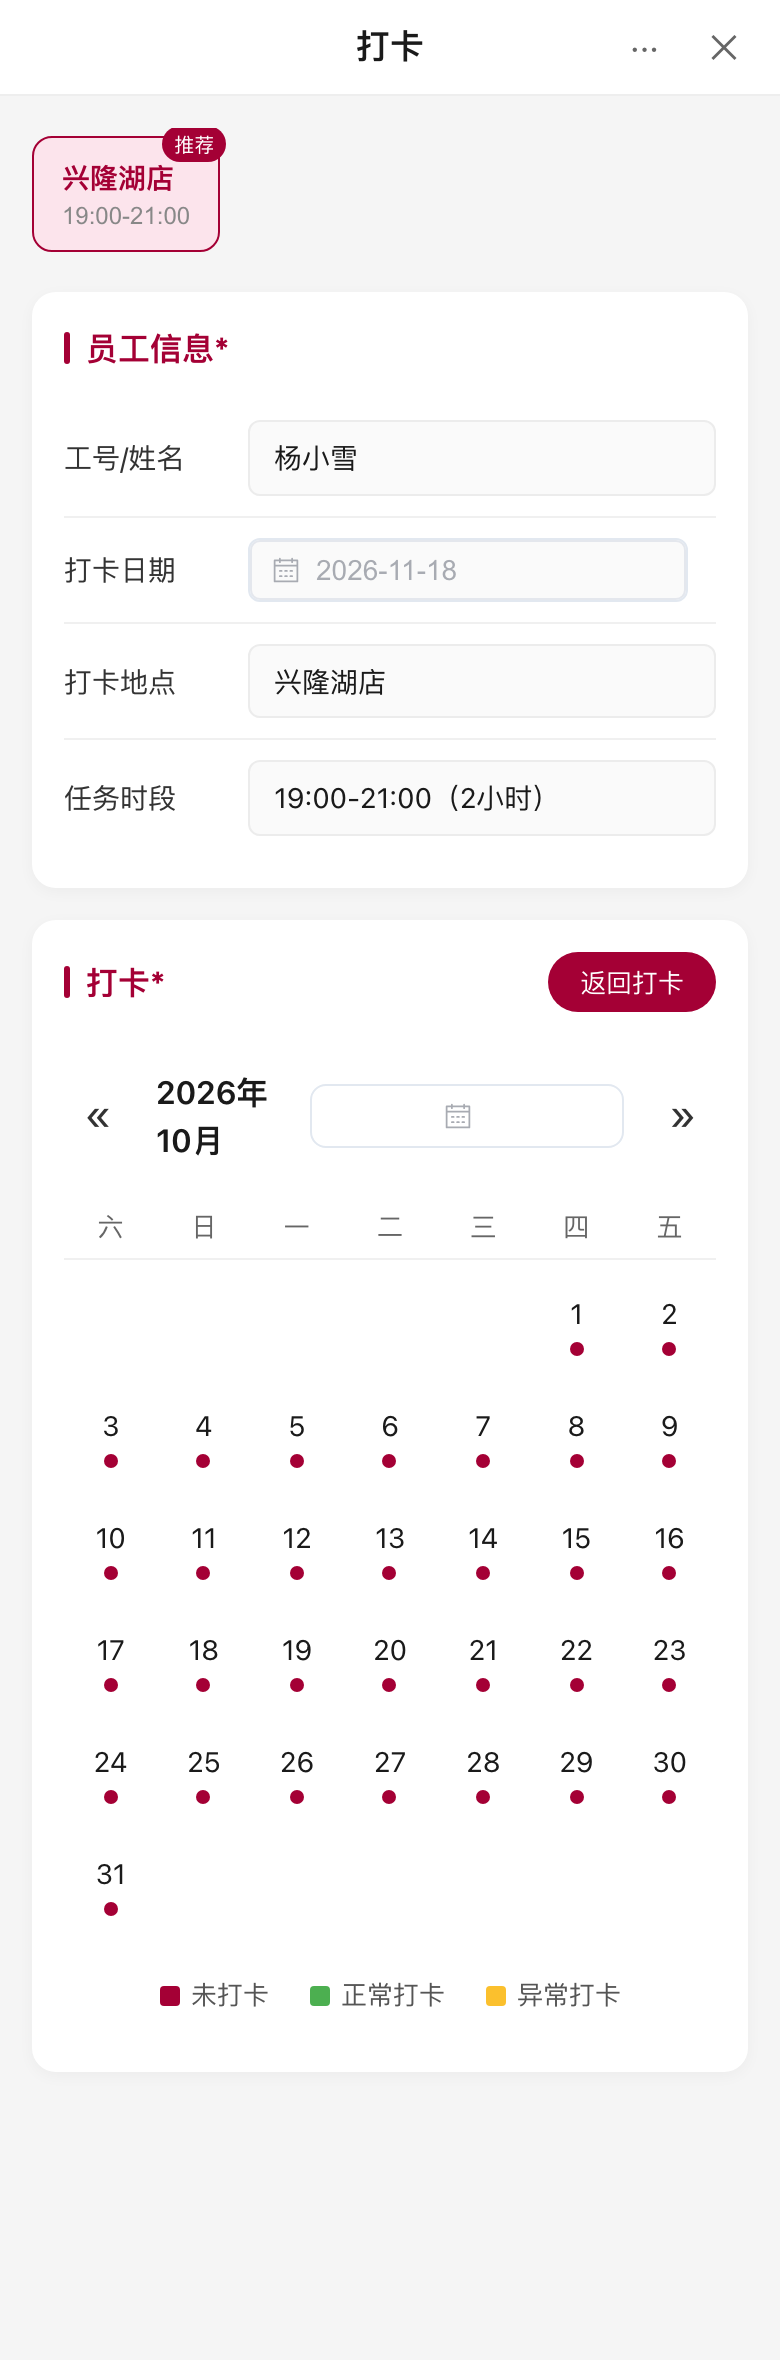 打卡
推荐
兴隆湖店
19:00-21:00
员工信息*
工号/姓名 杨小雪
打卡日期 2026-11-18
打卡地点 兴隆湖店
任务时段 19:00-21:00（2小时）
打卡* 返回打卡
« 2026年 »
10月
六 日 一 二 三 四 五
1 2
3 4 5 6 7 8 9
10 11 12 13 14 15 16
17 18 19 20 21 22 23
24 25 26 27 28 29 30
31
未打卡 正常打卡 异常打卡